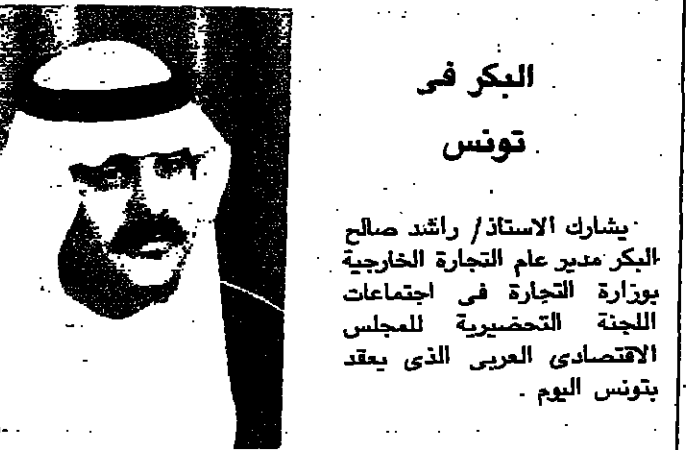 البكر فى
تونس
يشارك الاستاذ/ راشد صالح
البكر مدير عام التجارة الخارجية
بوزارة التجارة فى اجتماعات
اللجنة التحضيرية للمجلس
الاقتصادى العربى الذى يعقد
بتونس اليوم .